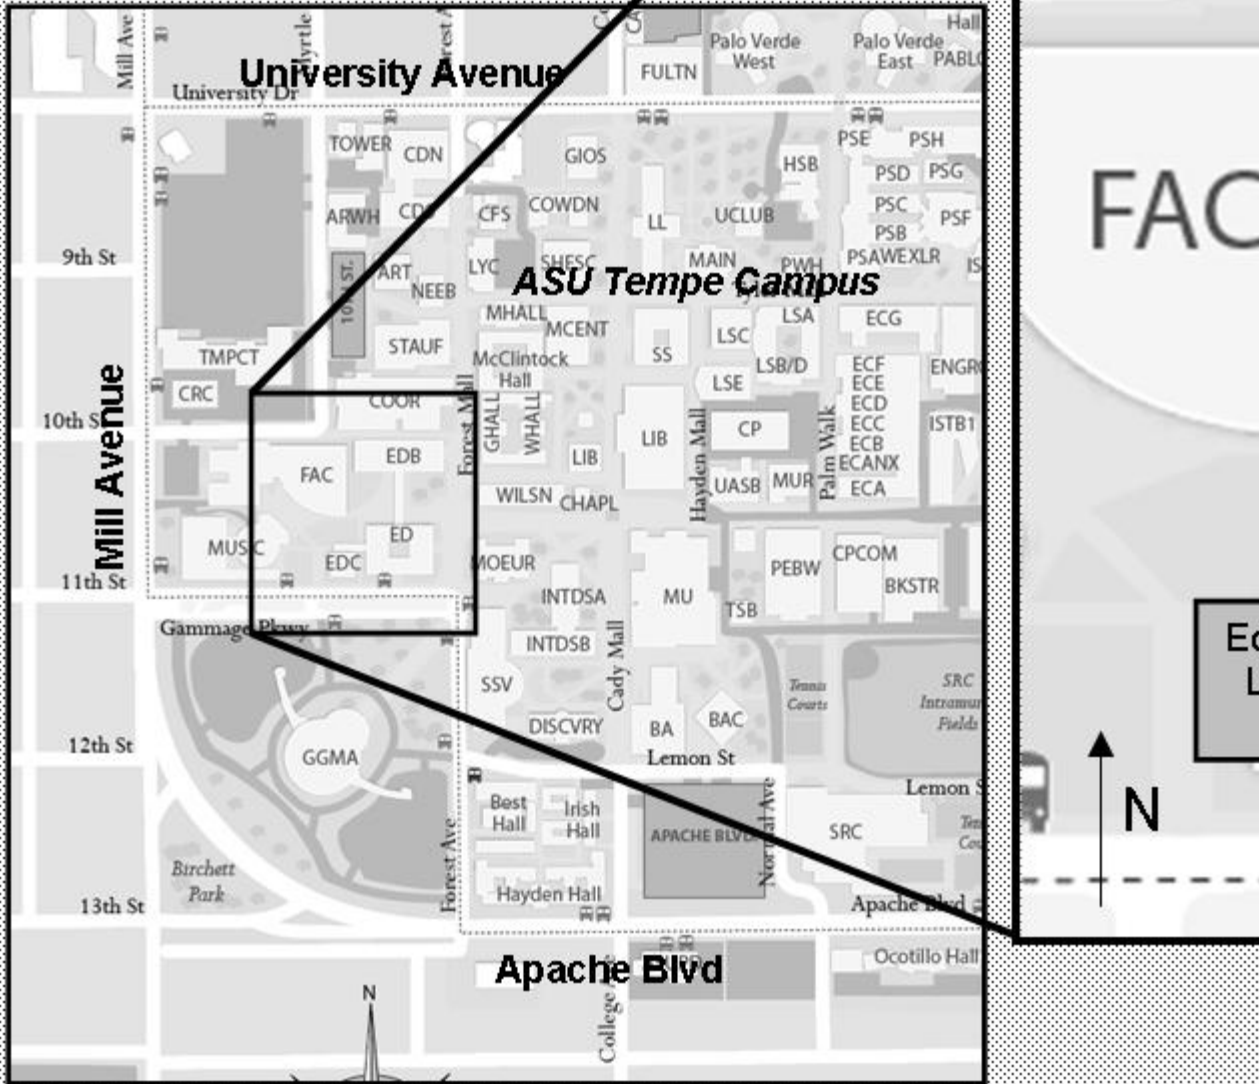 Mill Ave
Myrtle
Hall
Palo Verde
West
Palo Verde
East
PABLO
FULTN
University Avenue
University Dr
TOWER
CDN
GIOS
HSB
PSE
PSH
PSD
PSG
ARWH
CFS
COWDN
LL
UCLUB
PSC
PSF
PSB
9th St
ART
LYC
SHESC
MAIN
PWH
PSAWEXLR
NEEB
ASU Tempe Campus
10TH ST.
MHALL
MCENT
LSA
ECG
LSC
TMPCT
STAUF
McClintock
Hall
SS
LSB/D
ECF
ENGR
CRC
LSE
ECE
COOR
ECD
10th St
Mill Avenue
Forest Mall
GHALL
WHALL
LIB
Hayden Mall
CP
Palm Walk
ECC
ISTB1
ECB
EDB
LIB
ECANX
FAC
UASB
MUR
ECA
WILSN
CHAPL
MUSIC
ED
EDC
MOEUR
PEBW
CPCOM
BKSTR
11th St
INTDSA
MU
TSB
Gammage Pkwy
INTDSB
Cady Mall
SSV
Tennis
Courts
SRC
Intramur
Fields
DISCVRY
BA
BAC
12th St
GGMA
Lemon St
Lemon S
Best
Hall
Irish
Hall
APACHE BLVD
Normal Ave
SRC
Birchett
Park
Forest Ave
Hayden Hall
13th St
Apache Blvd
Apache Blvd
Ocotillo Hall
College Ave
N
FAC
N